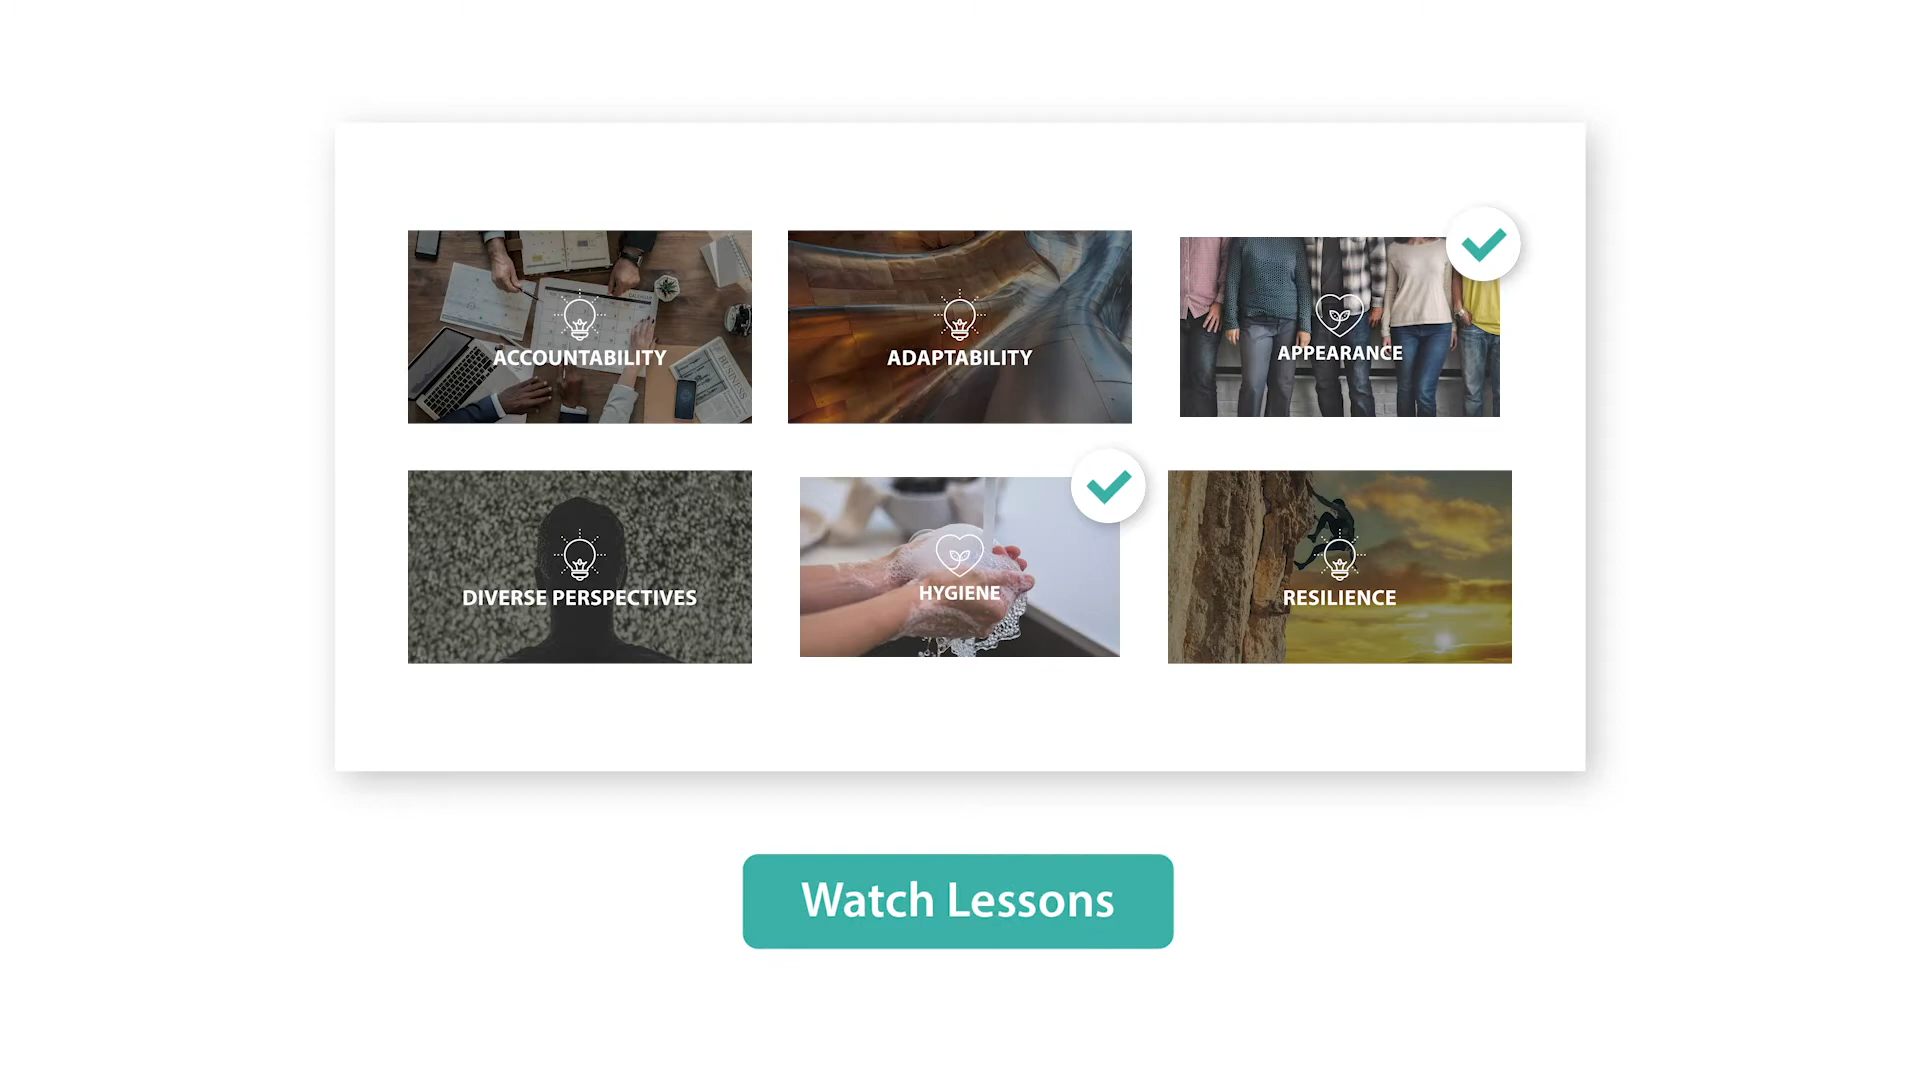 ACCOUNTABILITY
ADAPTABILITY
APPEARANCE
DIVERSE PERSPECTIVES
HYGIENE
RESILIENCE
Watch Lessons